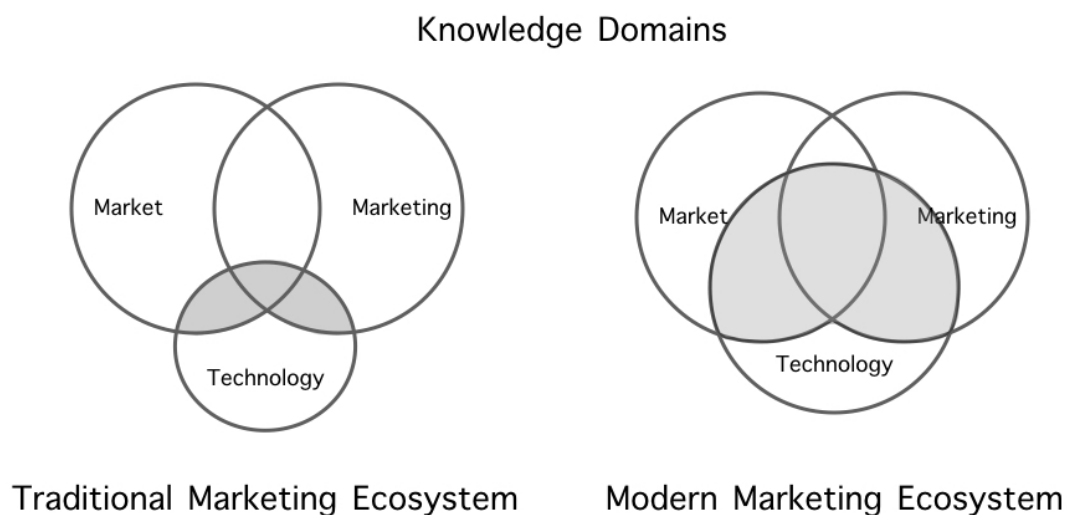 Knowledge Domains
Market
Marketing
Technology
Market
Marketing
Technology
Traditional Marketing Ecosystem
Modern Marketing Ecosystem